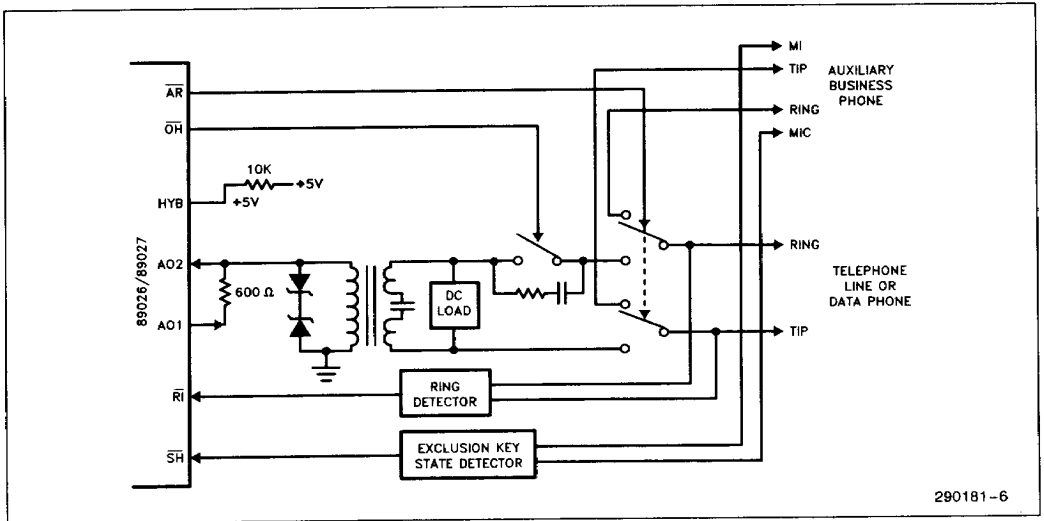 MI
TIP
AUXILIARY
BUSINESS
PHONE
RING
MIC
AR
OH
10K
+5V
HYB
+5V
89026/89027
AO2
600 Ω
AO1
DC
LOAD
RING
TELEPHONE
LINE OR
DATA PHONE
TIP
RI
RING
DETECTOR
SH
EXCLUSION KEY
STATE DETECTOR
290181-6